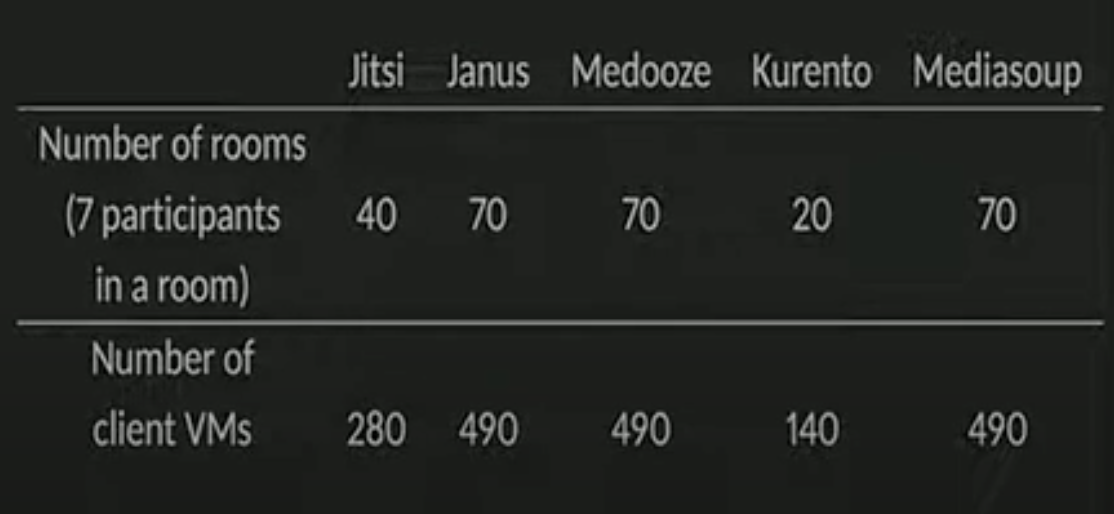 Jitsi Janus Medooze Kurento Mediasoup
Number of rooms
(7 participants 40 70 70 20 70
in a room)
Number of
client VMs 280 490 490 140 490